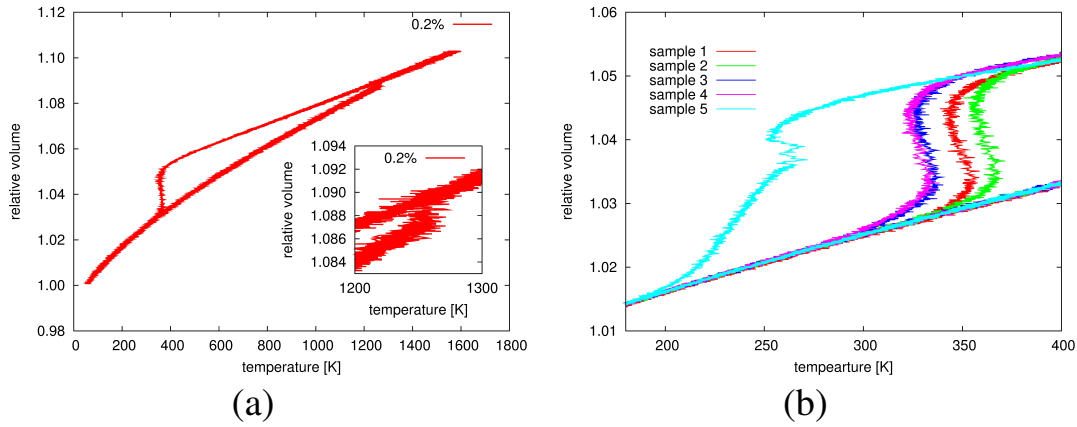 0.2%
1.12
1.10
1.08
1.06
1.04
1.02
1.00
0.98
relative volume
0 200 400 600 800 1000 1200 1400 1600 1800
temperature [K]
0.2%
1.094
1.092
1.090
1.088
1.086
1.084
relative volume
1200 1300
temperature [K]
(a)
sample 1
sample 2
sample 3
sample 4
sample 5
1.06
1.05
1.04
1.03
1.02
1.01
relative volume
200 250 300 350 400
tempearture [K]
(b)